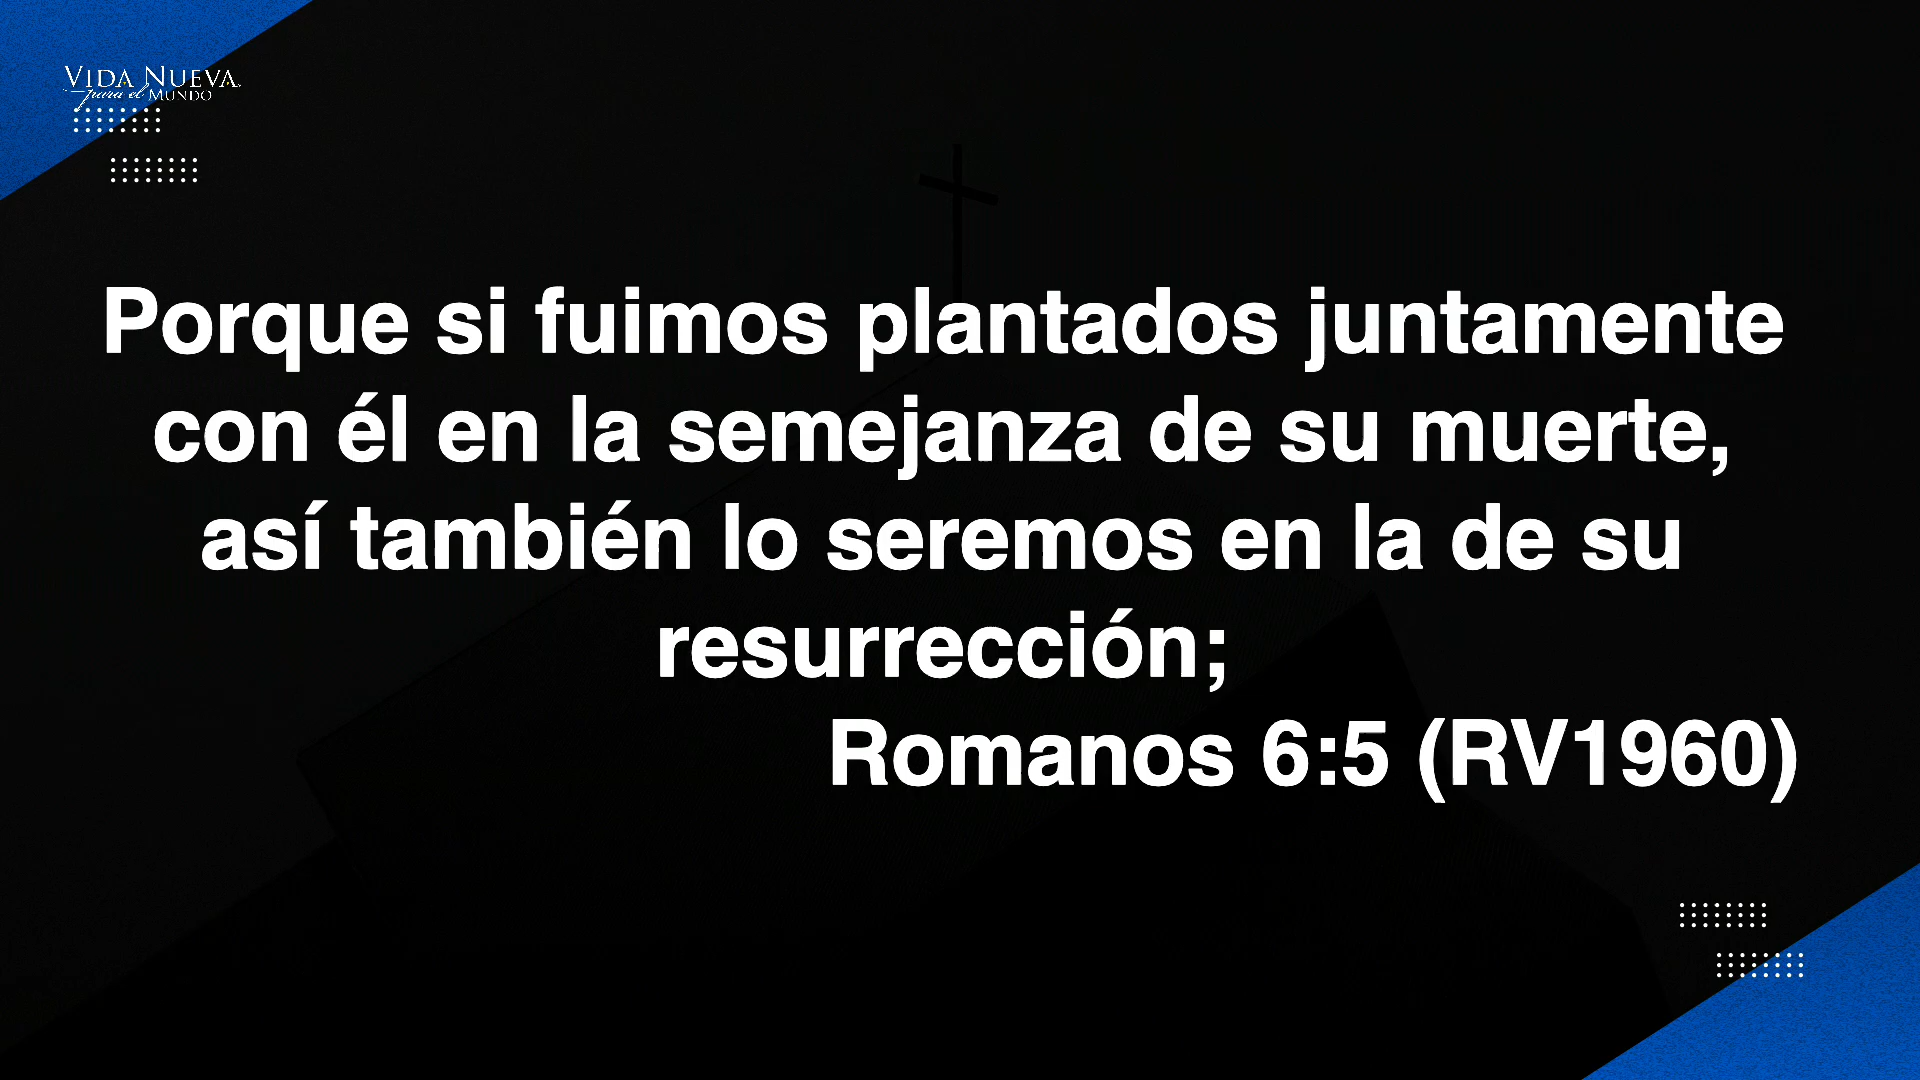 VIDA NUEVA
para el MUNDO
Porque si fuimos plantados juntamente
con él en la semejanza de su muerte,
así también lo seremos en la de su
resurrección;
Romanos 6:5 (RV1960)